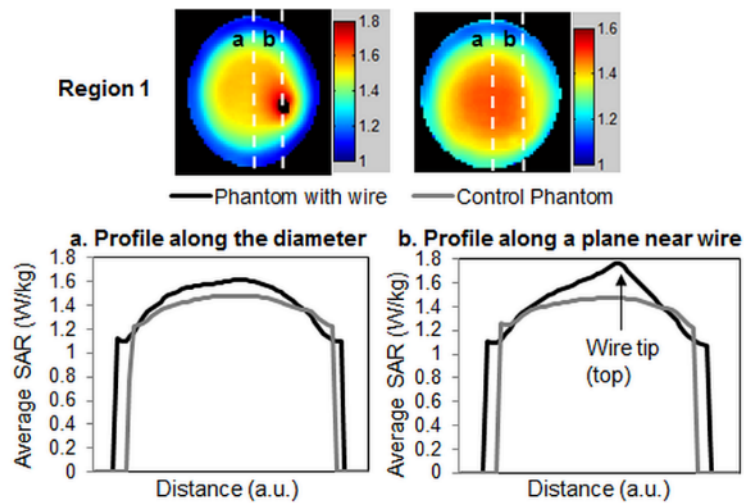 Region 1
a b
1.8
1.6
1.4
1.2
1
a b
1.6
1.4
1.2
1
Phantom with wire
Control Phantom
a. Profile along the diameter
Average SAR (W/kg)
1.8
1.6
1.4
1.2
1
0.8
0.6
0.4
0.2
0
Distance (a.u.)
b. Profile along a plane near wire
Average SAR (W/kg)
1.8
1.6
1.4
1.2
1
0.8
0.6
0.4
0.2
0
Wire tip
(top)
Distance (a.u.)